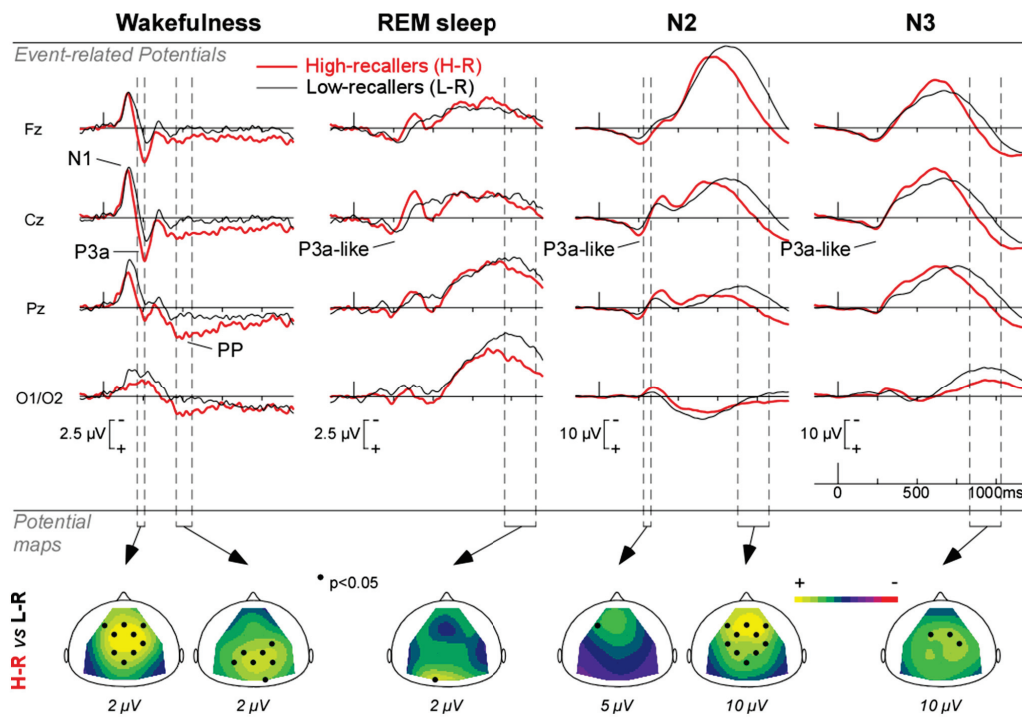 Wakefulness
REM sleep
N2
N3
Event-related Potentials
High-recallers (H-R)
Low-recallers (L-R)
Fz
N1
Cz
P3a
P3a-like
P3a-like
P3a-like
Pz
PP
O1/O2
2.5 µV
-
+
2.5 µV
-
+
10 µV
-
+
10 µV
-
+
0
500
1000ms
Potential
maps
p<0.05
+
-
H-R vs L-R
2 µV
2 µV
2 µV
5 µV
10 µV
10 µV